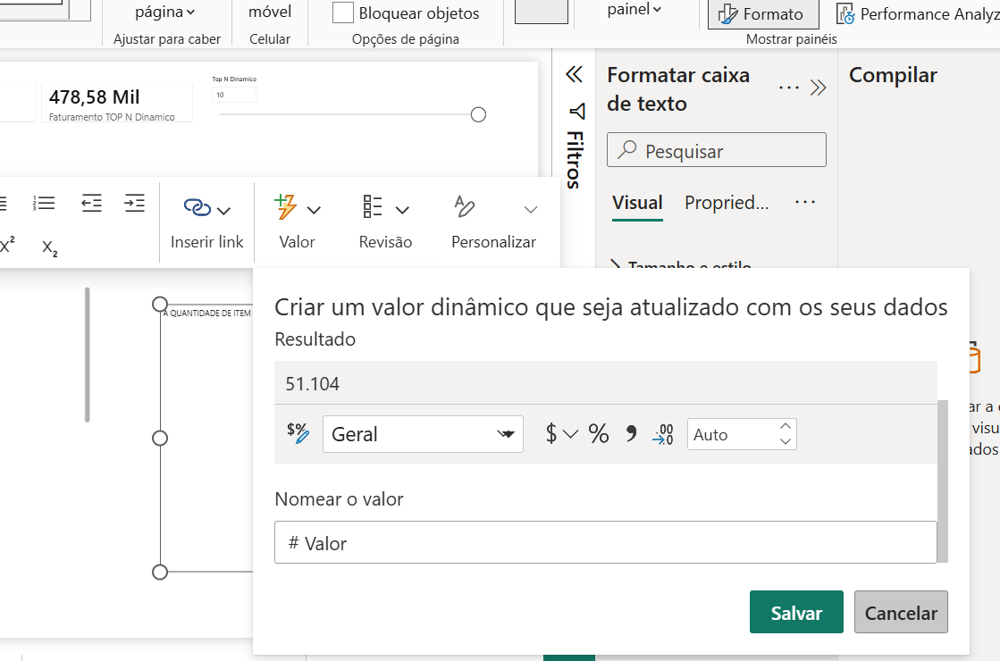 página
Ajustar para caber
móvel
Celular
Bloquear objetos
Opções de página
painel
Formato
Performance Analyz
Mostrar painéis
478,58 Mil
Faturamento TOP N Dinamico
Top N Dinamico
10
Filtros
Formatar caixa
de texto
...
Pesquisar
Visual
Propried...
...
Tamanho e estilo
Compilar
Inserir link
Valor
Revisão
Personalizar
X²
X₂
A QUANTIDADE DE ITEM
Criar um valor dinâmico que seja atualizado com os seus dados
Resultado
51.104
$%
Geral
$
%
,
.00
.0
Auto
Nomear o valor
# Valor
Salvar
Cancelar
ar a
visu
ados